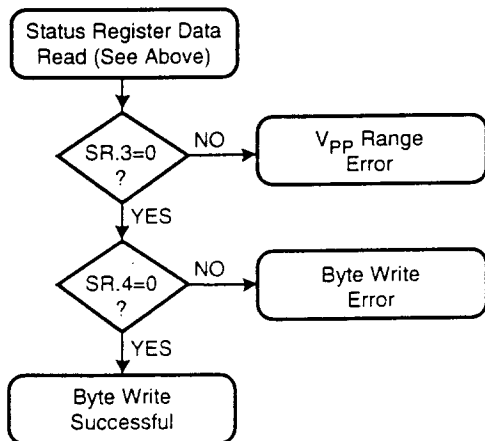 Status Register Data
Read (See Above)
SR.3=0
?
NO
V_PP Range
Error
YES
SR.4=0
?
NO
Byte Write
Error
YES
Byte Write
Successful